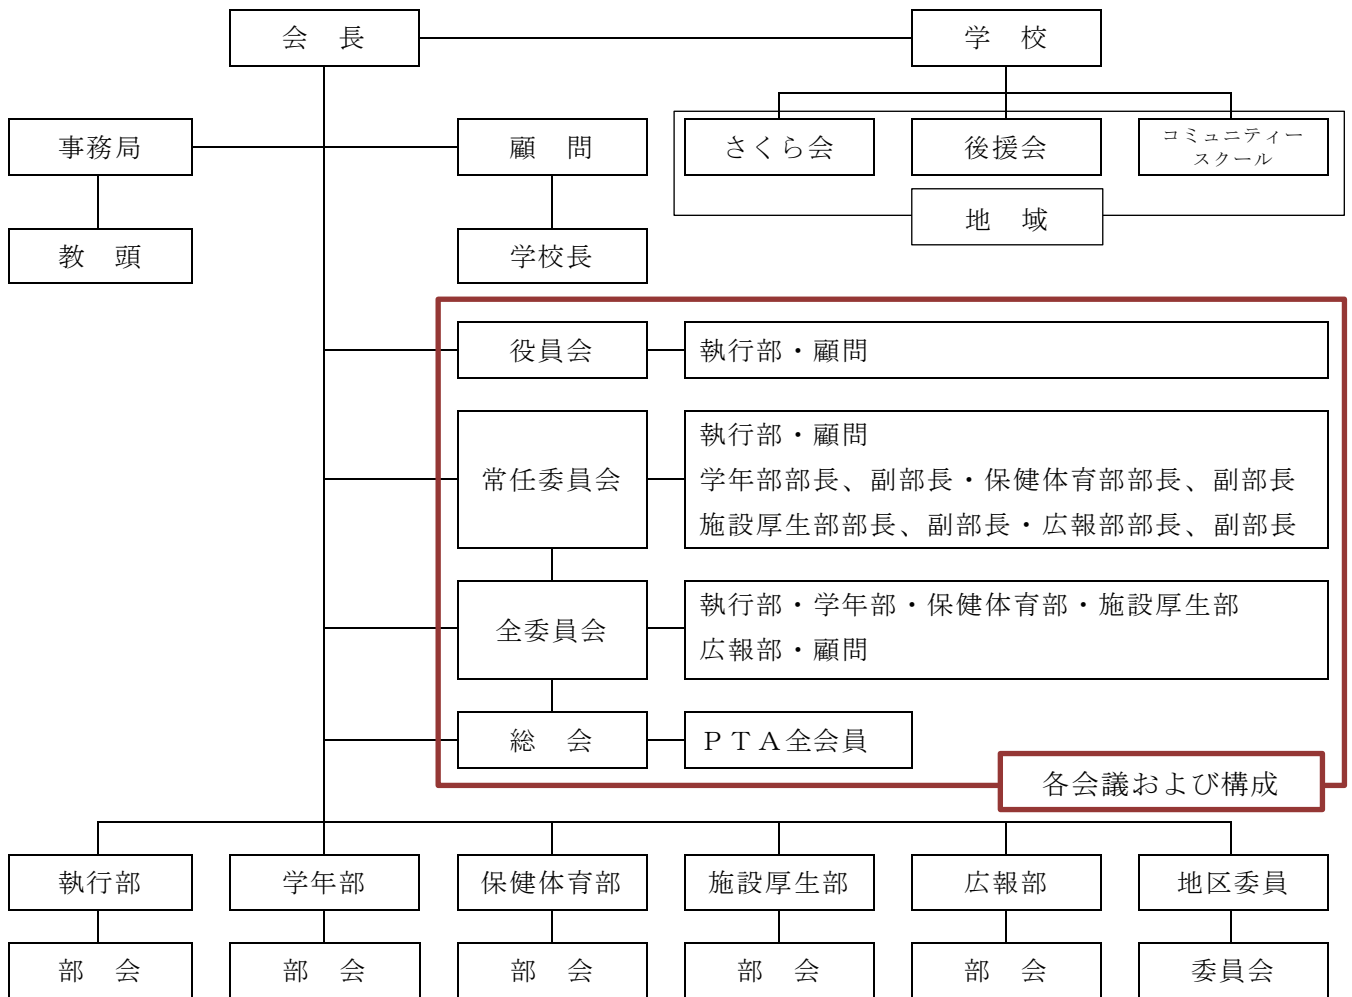 会　長
学　校
事務局
顧　問
さくら会
後援会
コミュニティー
スクール
地　域
教　頭
学校長
役員会
執行部・顧問
常任委員会
執行部・顧問
学年部部長、副部長・保健体育部部長、副部長
施設厚生部部長、副部長・広報部部長、副部長
全委員会
執行部・学年部・保健体育部・施設厚生部
広報部・顧問
総　会
ＰＴＡ全会員
各会議および構成
執行部
学年部
保健体育部
施設厚生部
広報部
地区委員
部　会
部　会
部　会
部　会
部　会
委員会